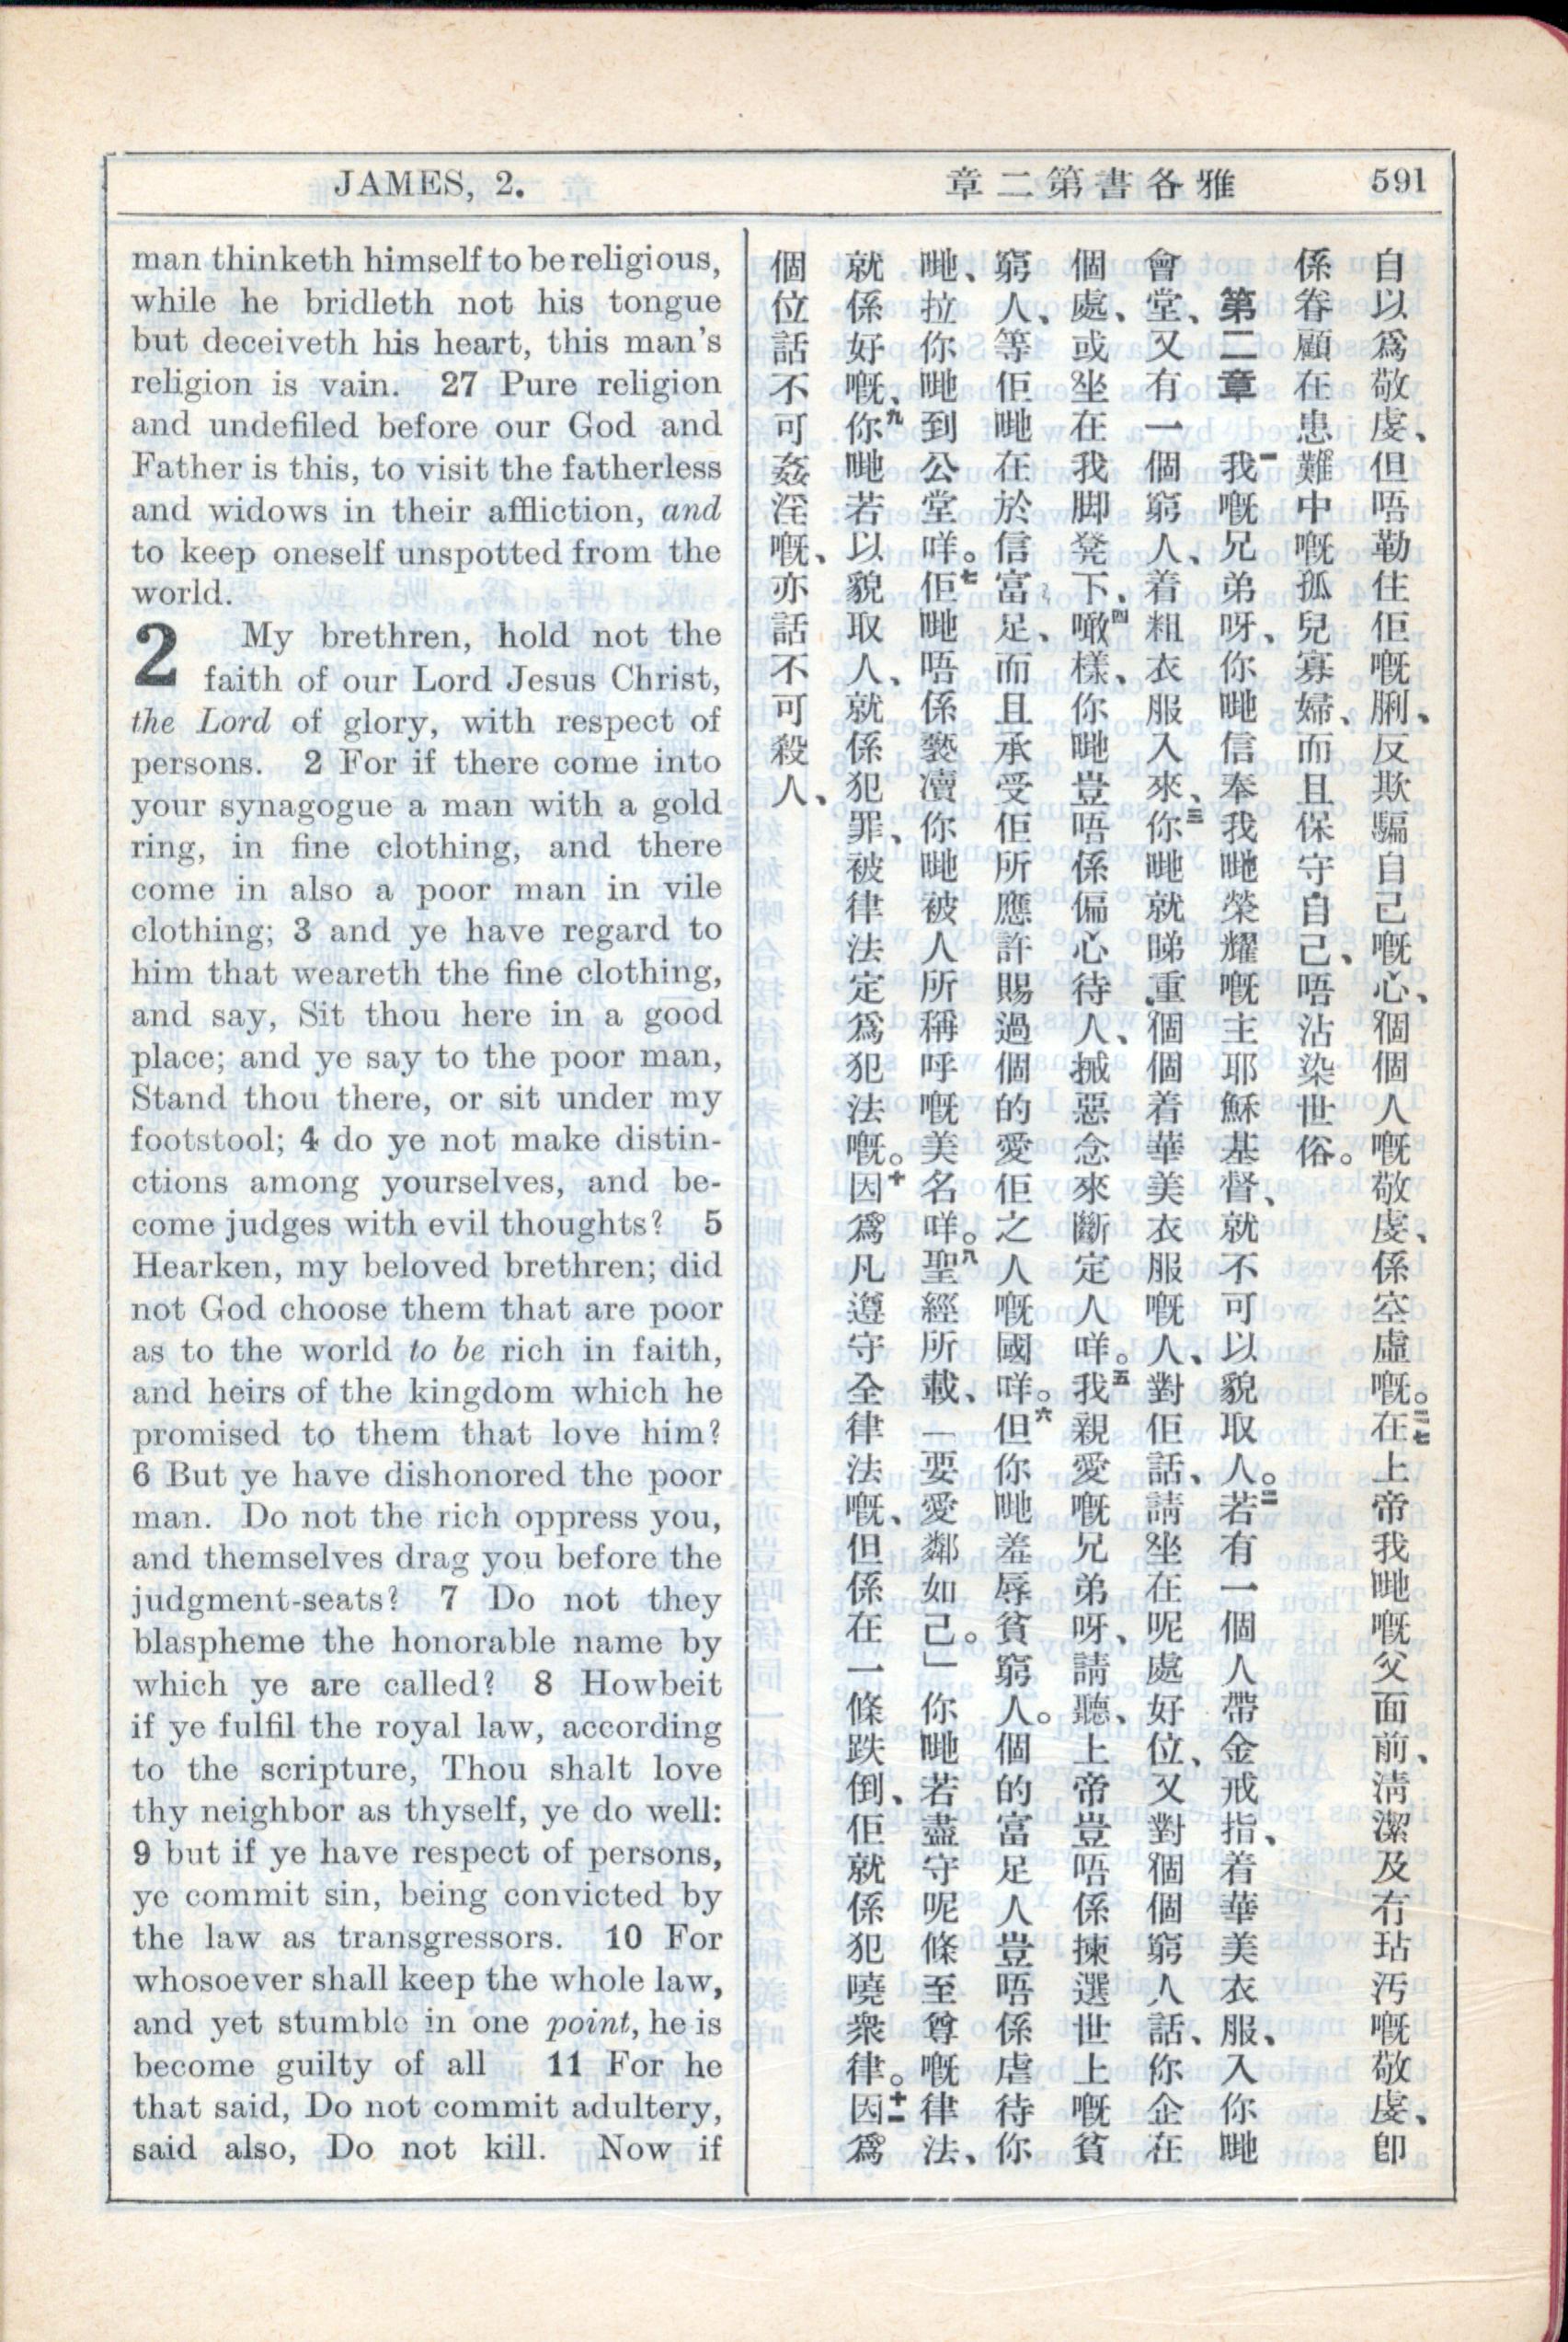 JAMES, 2.
章二第書各雅
591
man thinketh himself to be religious,
while he bridleth not his tongue
but deceiveth his heart, this man's
religion is vain. 27 Pure religion
and undefiled before our God and
Father is this, to visit the fatherless
and widows in their affliction, and
to keep oneself unspotted from the
world.
2 My brethren, hold not the
faith of our Lord Jesus Christ,
the Lord of glory, with respect of
persons. 2 For if there come into
your synagogue a man with a gold
ring, in fine clothing, and there
come in also a poor man in vile
clothing; 3 and ye have regard to
him that weareth the fine clothing,
and say, Sit thou here in a good
place; and ye say to the poor man,
Stand thou there, or sit under my
footstool; 4 do ye not make distin-
ctions among yourselves, and be-
come judges with evil thoughts? 5
Hearken, my beloved brethren; did
not God choose them that are poor
as to the world to be rich in faith,
and heirs of the kingdom which he
promised to them that love him?
6 But ye have dishonored the poor
man. Do not the rich oppress you,
and themselves drag you before the
judgment-seats? 7 Do not they
blaspheme the honorable name by
which ye are called? 8 Howbeit
if ye fulfil the royal law, according
to the scripture, Thou shalt love
thy neighbor as thyself, ye do well:
9 but if ye have respect of persons,
ye commit sin, being convicted by
the law as transgressors. 10 For
whosoever shall keep the whole law,
and yet stumble in one point, he is
become guilty of all 11 For he
that said, Do not commit adultery,
said also, Do not kill. Now if
自以爲敬虔、但唔勒住佢嘅脷、反欺騙自己嘅心、個個人嘅敬虔、係空虛嘅。二七在上帝我哋嘅父面前、淸潔及冇玷汚嘅敬虔、卽
係眷顧在患難中嘅孤兒寡婦、而且保守自己、唔沾染世俗。
第二章 一我嘅兄弟呀、你哋信奉我哋榮耀嘅主耶穌基督、就不可以貌取人。二若有一個人帶金戒指、着華美衣服、入你哋
會堂、又有一個窮人、着粗衣服入來、三你哋就睇重個個着華美衣服嘅人、對佢話、請坐在呢處好位、又對個個窮人話、你企在
個處、或坐在我脚凳下、四噉樣、你哋豈唔係偏心待人、搣惡念來斷定人咩。五我親愛嘅兄弟呀、請聽、上帝豈唔係揀選世上嘅貧
窮人、等佢哋在於信富足、而且承受佢所應許賜過個的愛佢之人嘅國咩。六但你哋羞辱貧窮人。個的富足人豈唔係虐待你
哋、拉你哋到公堂咩。七佢哋唔係褻瀆你哋被人所稱呼嘅美名咩。八聖經所載、「要愛鄰如己。」你哋若盡守呢條至尊嘅律法、
就係好嘅、九你哋若以貌取人、就係犯罪、被律法定爲犯法嘅。十因爲凡遵守全律法嘅、但係在一條跌倒、佢就係犯嘵衆律。十一因爲
個位話不可姦淫嘅、亦話不可殺人、